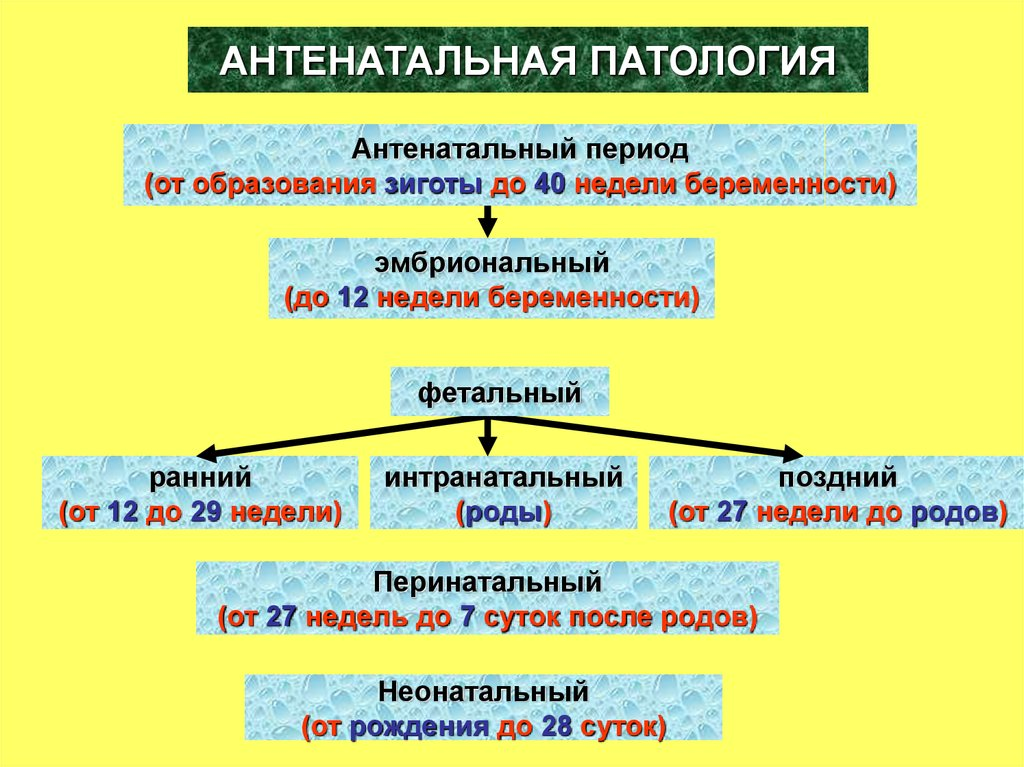 АНТЕНАТАЛЬНАЯ ПАТОЛОГИЯ
Антенатальный период
(от образования зиготы до 40 недели беременности)
эмбриональный
(до 12 недели беременности)
фетальный
ранний
(от 12 до 29 недели)
интранатальный
(роды)
поздний
(от 27 недели до родов)
Перинатальный
(от 27 недель до 7 суток после родов)
Неонатальный
(от рождения до 28 суток)